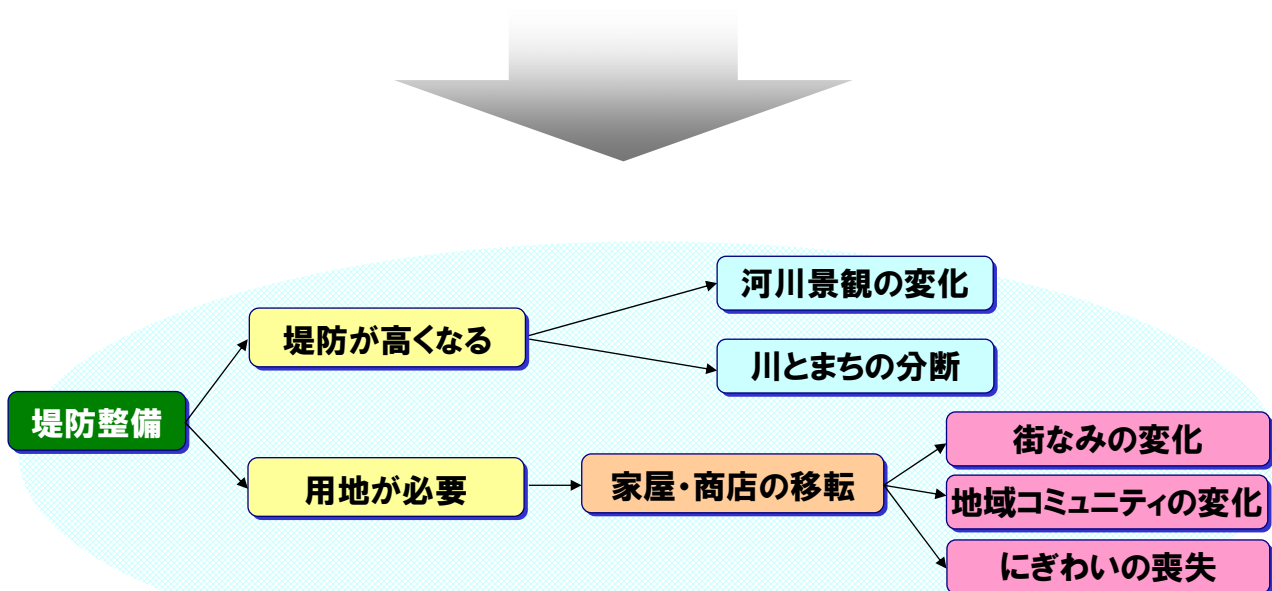 河川景観の変化
堤防が高くなる
川とまちの分断
堤防整備
街なみの変化
用地が必要
家屋・商店の移転
地域コミュニティの変化
にぎわいの喪失